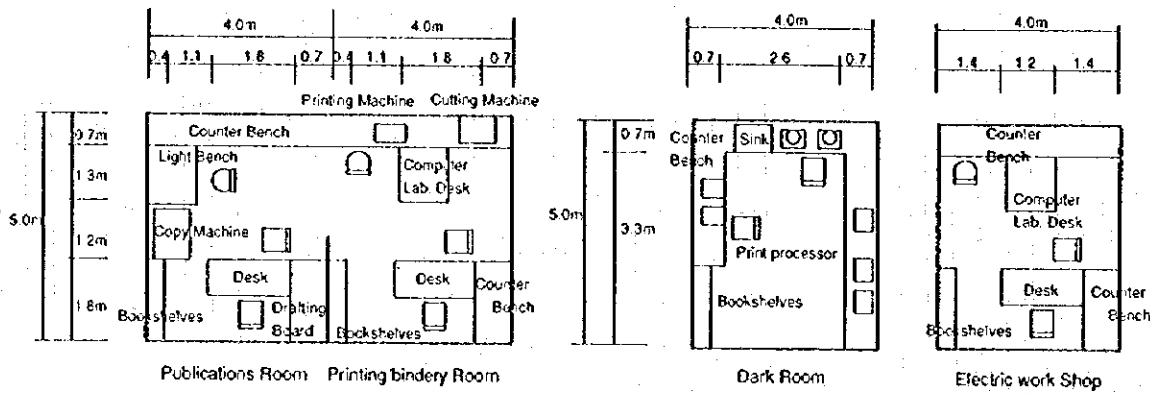 4.0m 4.0m
0.4 1.1 1.8 0.7 0.4 1.1 1.8 0.7
Printing Machine Cutting Machine
0.7m
1.3m
1.2m
1.8m
5.0m
Counter Bench
Light Bench
Computer
Lab. Desk
Copy Machine
Desk
Drafting
Board
Bookshelves
Desk
Counter
Bench
Bookshelves
Publications Room Printing bindery Room
4.0m
0.7 2.6 0.7
0.7m
3.3m
5.0m
Counter
Bench
Sink
Print processor
Bookshelves
Dark Room
4.0m
1.4 1.2 1.4
Counter
Bench
Computer
Lab. Desk
Desk
Counter
Bench
Bookshelves
Electric work Shop